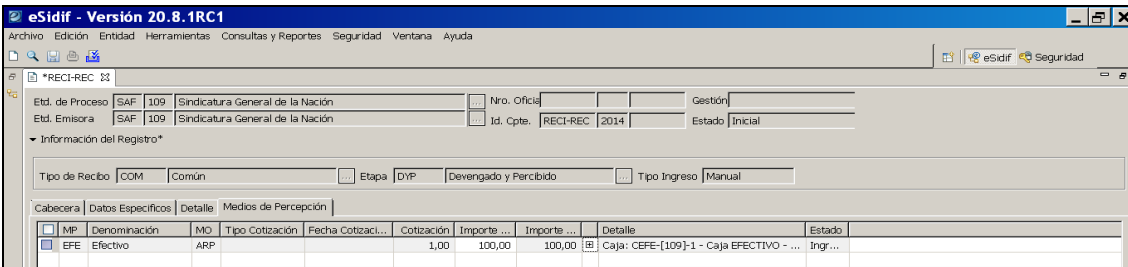 eSidif - Versión 20.8.1RC1
Archivo Edición Entidad Herramientas Consultas y Reportes Seguridad Ventana Ayuda
eSidif Seguridad
*RECI-REC
Etd. de Proceso SAF 109 Sindicatura General de la Nación ... Nro. Oficia Gestión
Etd. Emisora SAF 109 Sindicatura General de la Nación ... Id. Cpte. RECI-REC 2014 Estado Inicial
Información del Registro*
Tipo de Recibo COM Común ... Etapa DYP Devengado y Percibido ... Tipo Ingreso Manual
Cabecera Datos Especificos Detalle Medios de Percepción
MP Denominación MO Tipo Cotización Fecha Cotizaci... Cotización Importe ... Importe ... Detalle Estado
EFE Efectivo ARP 1,00 100,00 100,00 Caja: CEFE-[109]-1 - Caja EFECTIVO - ... Ingr...